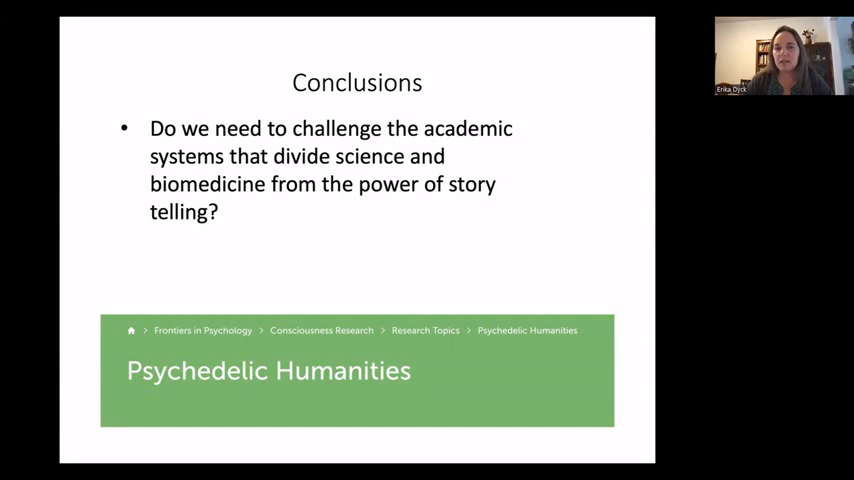 Conclusions
• Do we need to challenge the academic
systems that divide science and
biomedicine from the power of story
telling?
Frontiers in Psychology > Consciousness Research > Research Topics > Psychedelic Humanities
Psychedelic Humanities
Erika Dyck